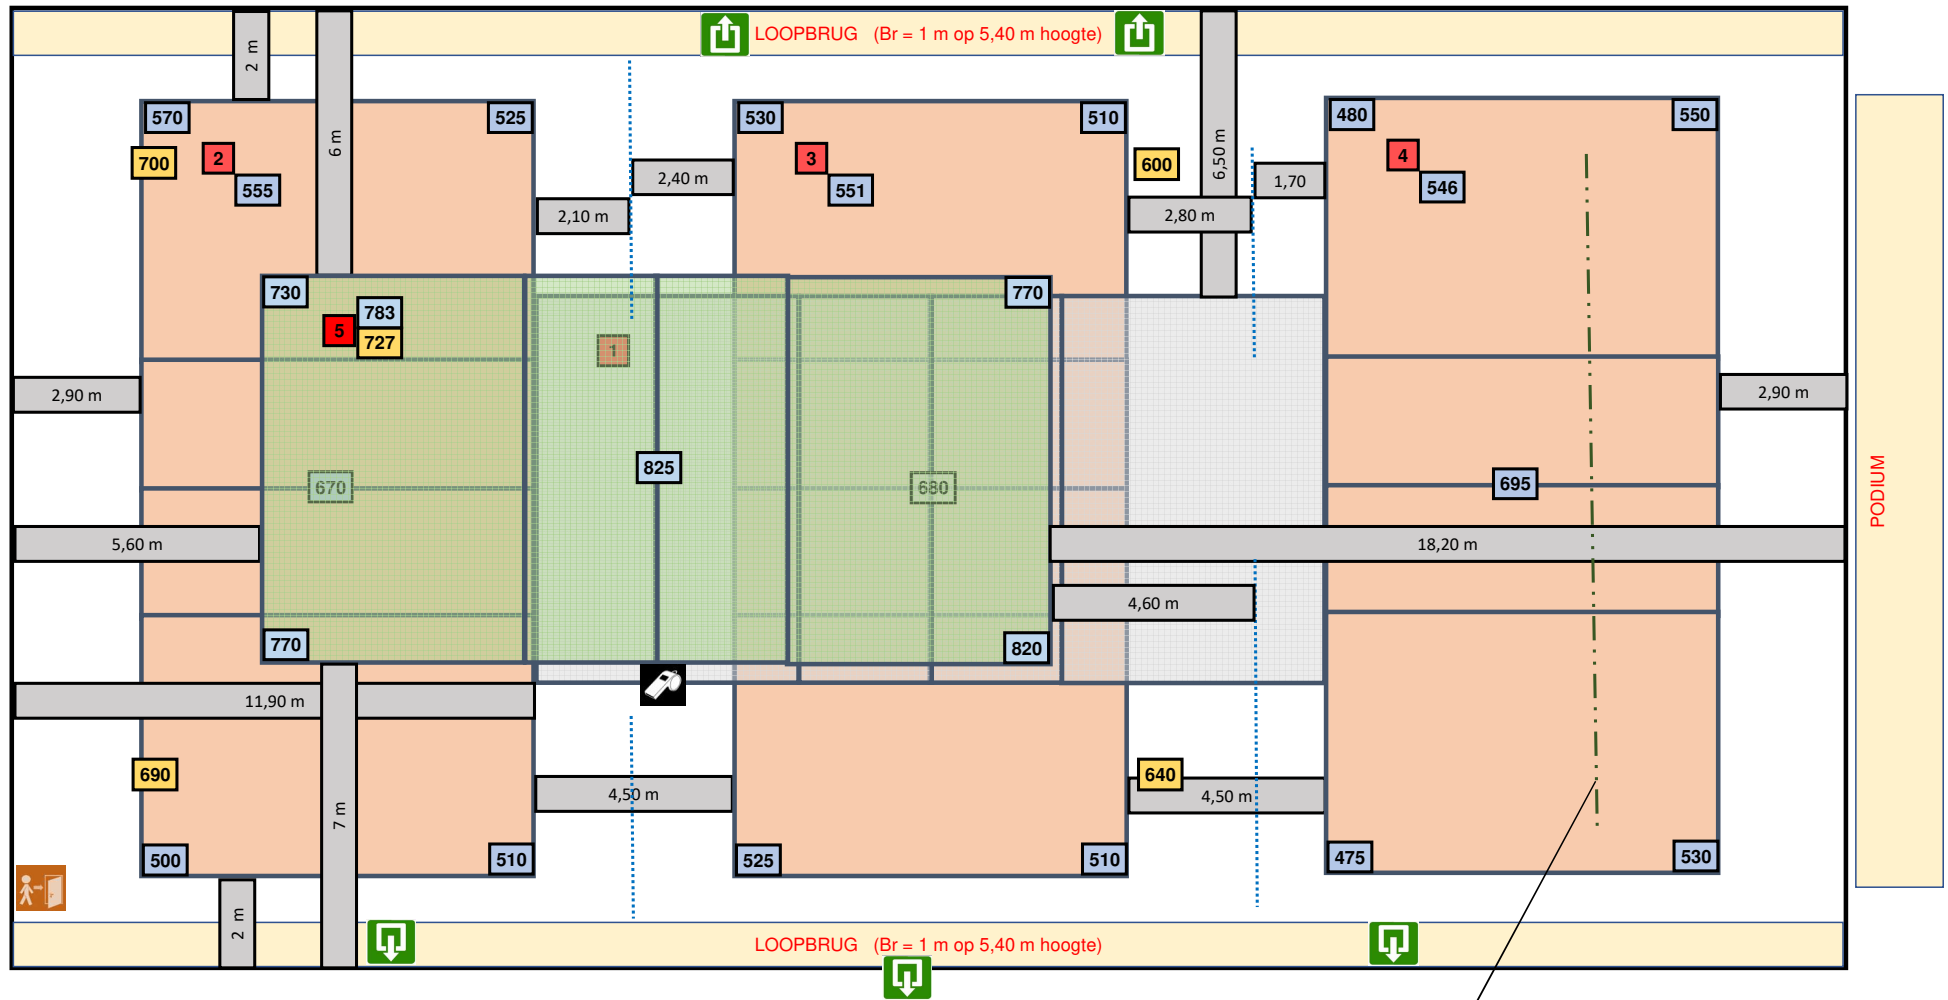 LOOPBRUG (Br = 1 m op 5,40 m hoogte)
2 m
6 m
6,50 m
570
525
530
510
480
550
700
2
555
3
551
600
4
546
2,40 m
1,70
2,10 m
2,80 m
730
783
5
727
770
1
2,90 m
2,90 m
825
670
680
695
PODIUM
5,60 m
18,20 m
4,60 m
770
820
11,90 m
690
640
4,50 m
4,50 m
7 m
500
510
525
510
475
530
2 m
LOOPBRUG (Br = 1 m op 5,40 m hoogte)